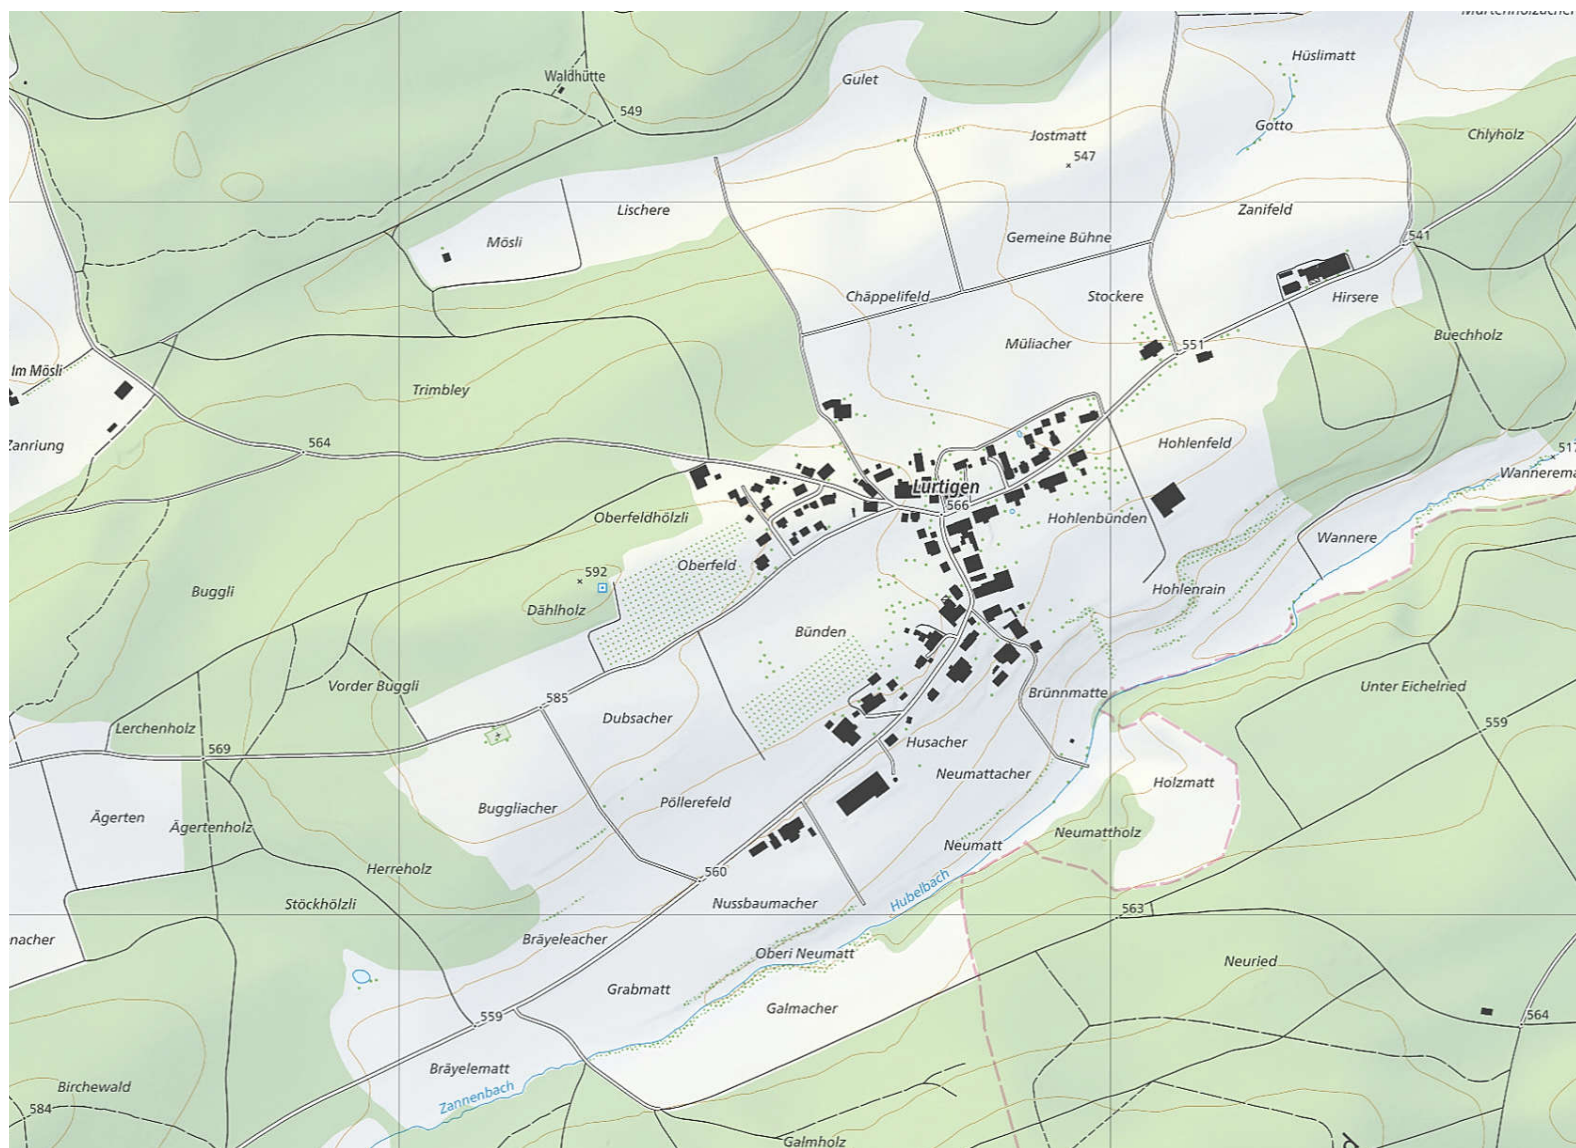 Hüslimatt
Waldhütte
Gulet
549
Gotto
Jostmatt
Chlyholz
547
Lischere
Zanifeld
Mösli
Gemeine Bühne
541
Chäppelifeld
Stockere
Hirsere
Müliacher
551
Buechholz
Im Mösli
Trimbley
564
Hohlenfeld
Zanriung
517
Lurtigen
566
Oberfeldhölzli
Hohlenbünden
Wannere
Oberfeld
592
Buggli
Hohlenrain
Dählholz
Bünden
Vorder Buggli
Unter Eichelried
Brünnmatte
585
Dubsacher
559
Lerchenholz
569
Husacher
Neumattacher
Holzmatt
Pöllerefeld
Buggliacher
Ägerten
Ägertenholz
Neumattholz
Neumatt
Herreholz
560
Hubelbach
Stöckhölzli
Nussbaumacher
563
Bräyeleacher
Oberi Neumatt
Neuried
Grabmatt
Galmacher
559
564
Bräyelematt
Birchewald
Zannenbach
584
Galmholz